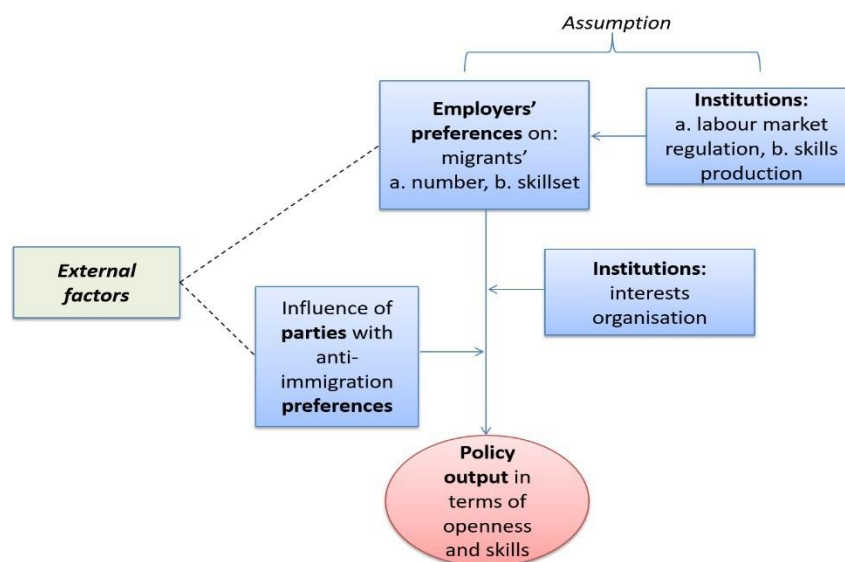 Assumption
Employers’
preferences on:
migrants’
a. number, b. skillset
Institutions:
a. labour market
regulation, b. skills
production
External
factors
Institutions:
interests
organisation
Influence of
parties with
anti-
immigration
preferences
Policy
output in
terms of
openness
and skills